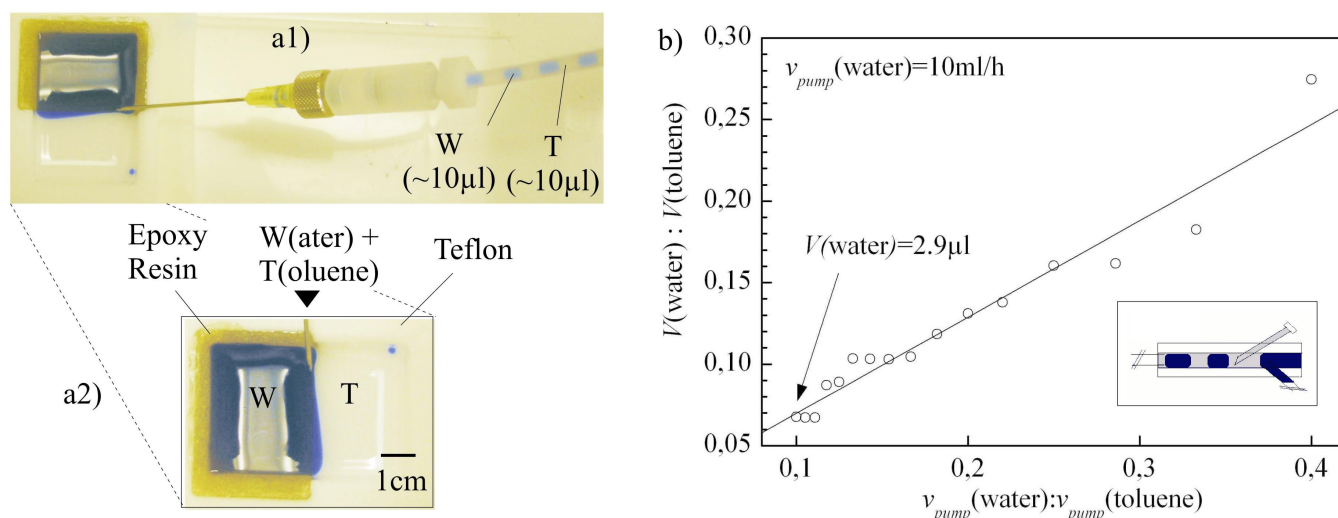 a1)
W
(~10µl)
T
(~10µl)
Epoxy
Resin
W(ater) +
T(oluene)
Teflon
a2)
W
T
1cm
b)
0,30
0,25
0,20
0,15
0,10
0,05
V(water) : V(toluene)
v_pump(water)=10ml/h
V(water)=2.9µl
0,1
0,2
0,3
0,4
v_pump(water):v_pump(toluene)